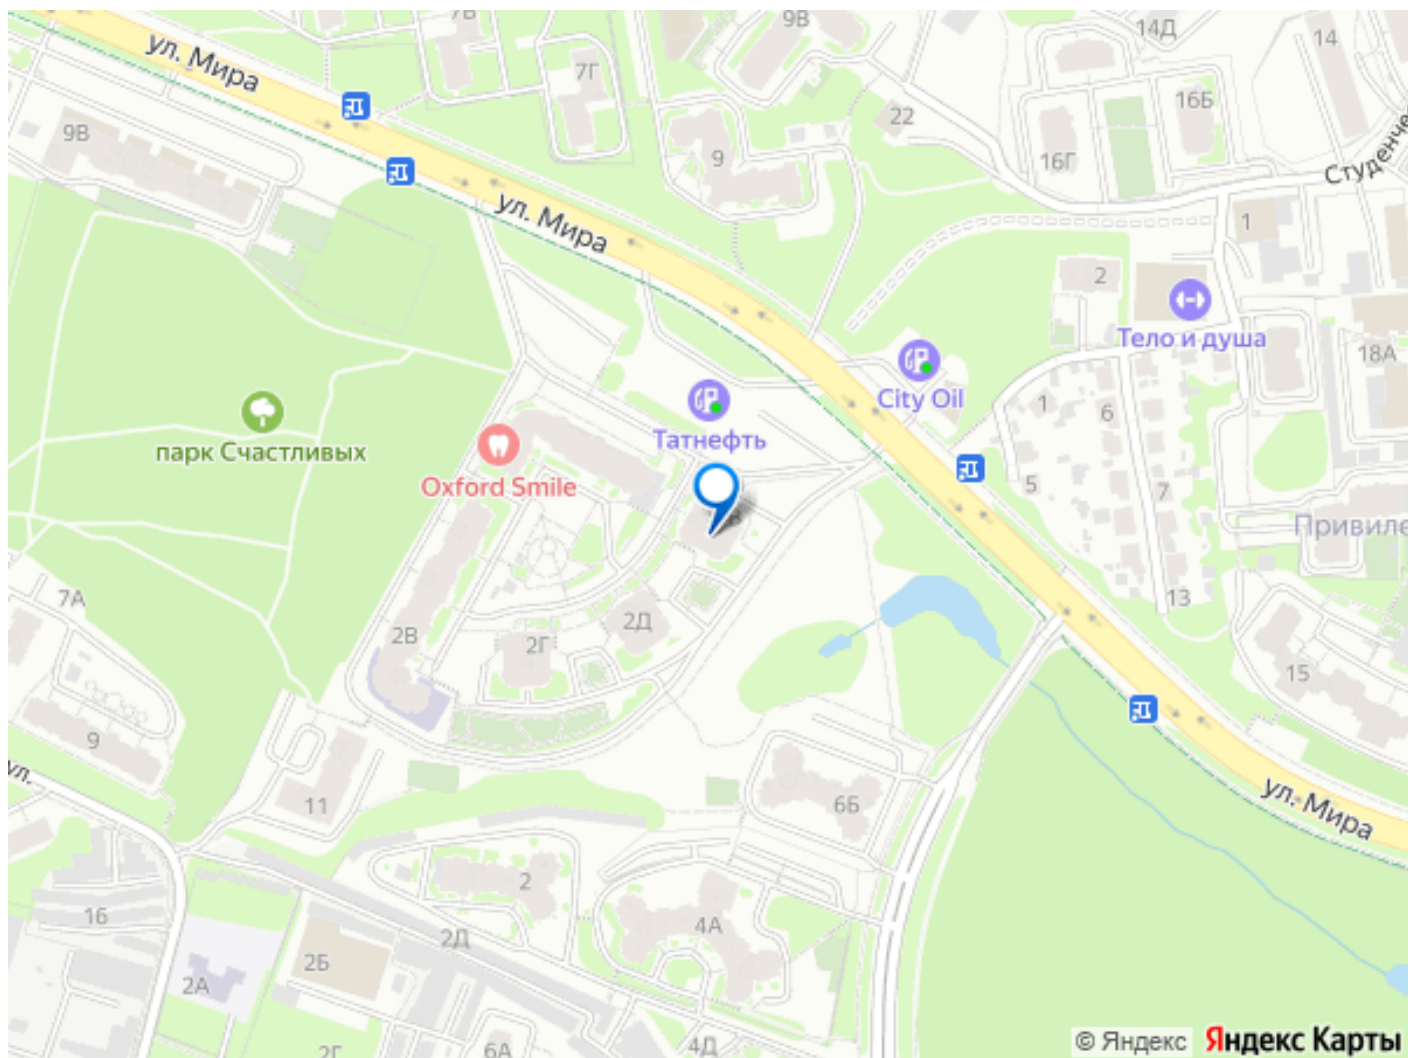 7В
9В
14Д
14
ул. Мира
7Г
16Б
9В
22
9
16Г
Студенче
ул. Мира
1
2
Тело и душа
18А
City Oil
1
6
Татнефть
парк Счастливых
Oxford Smile
5
7
Привиле
7А
13
2В
2Г
2Д
15
9
ул.
11
6Б
ул. Мира
2
16
4А
2Д
2Б
2А
2Г
6А
4Д
© Яндекс Яндекс Карты